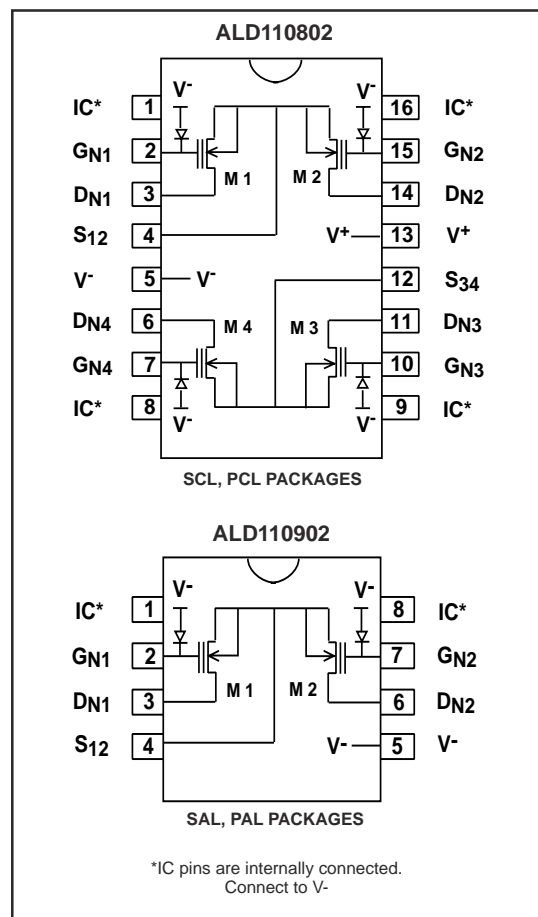 ALD110802
V- V-
IC* 1 16 IC*
GN1 2 15 GN2
M 1 M 2
DN1 3 14 DN2
S12 4 V+ 13 V+
V- 5 V- 12 S34
DN4 6 M 4 M 3 11 DN3
GN4 7 10 GN3
IC* 8 9 IC*
V- V-
SCL, PCL PACKAGES
ALD110902
V- V-
IC* 1 8 IC*
GN1 2 7 GN2
M 1 M 2
DN1 3 6 DN2
S12 4 V- 5 V-
SAL, PAL PACKAGES
*IC pins are internally connected.
Connect to V-